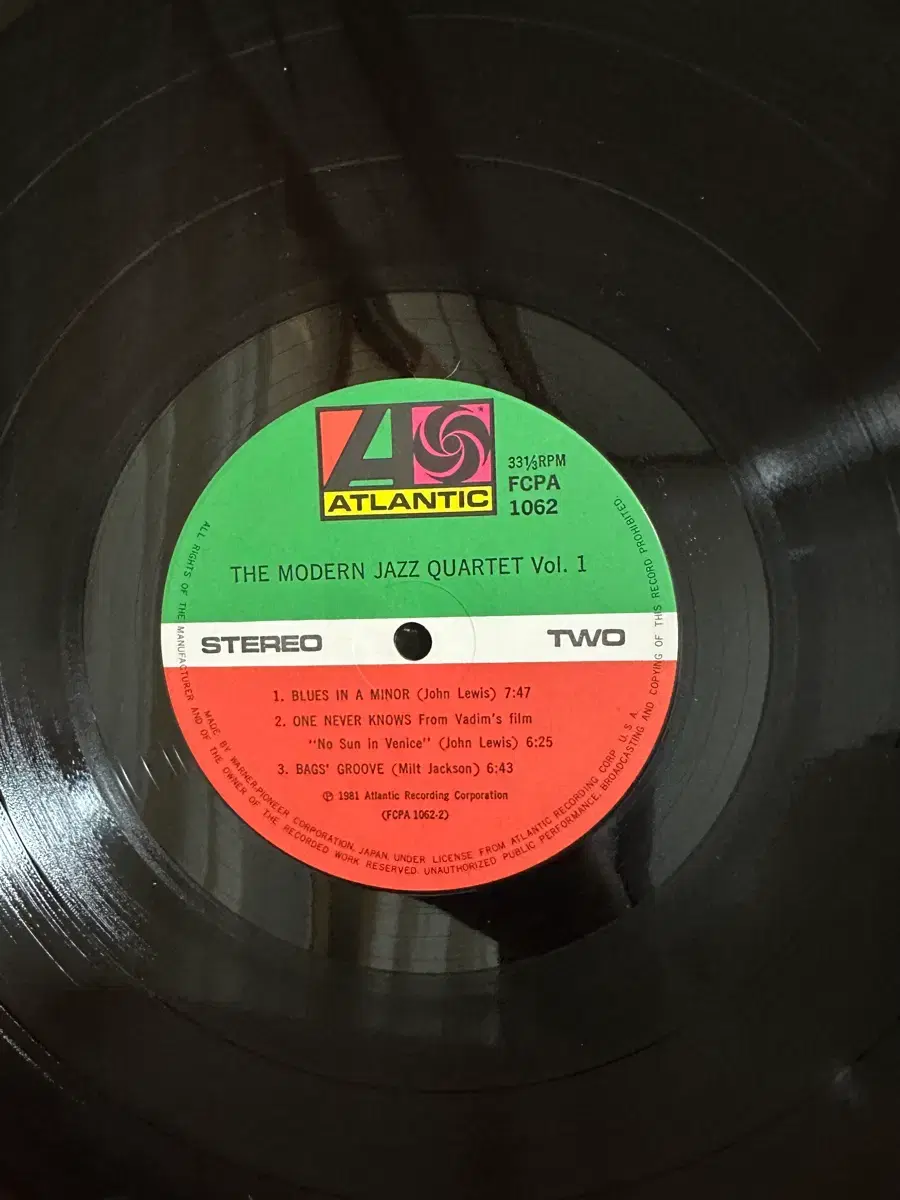 ATLANTIC
33⅓RPM
FCPA
1062
THE MODERN JAZZ QUARTET Vol. 1
STEREO
TWO
1. BLUES IN A MINOR (John Lewis) 7:47
2. ONE NEVER KNOWS From Vadim's film
"No Sun in Venice" (John Lewis) 6:25
3. BAGS' GROOVE (Milt Jackson) 6:43
℗ 1981 Atlantic Recording Corporation
(FCPA 1062-2)
MADE BY WARNER-PIONEER CORPORATION, JAPAN, UNDER LICENSE FROM ATLANTIC RECORDING CORP. U. S. A.
ALL RIGHTS OF THE MANUFACTURER AND OF THE OWNER OF THE RECORDED WORK RESERVED. UNAUTHORIZED PUBLIC PERFORMANCE, BROADCASTING AND COPYING OF THIS RECORD PROHIBITED.